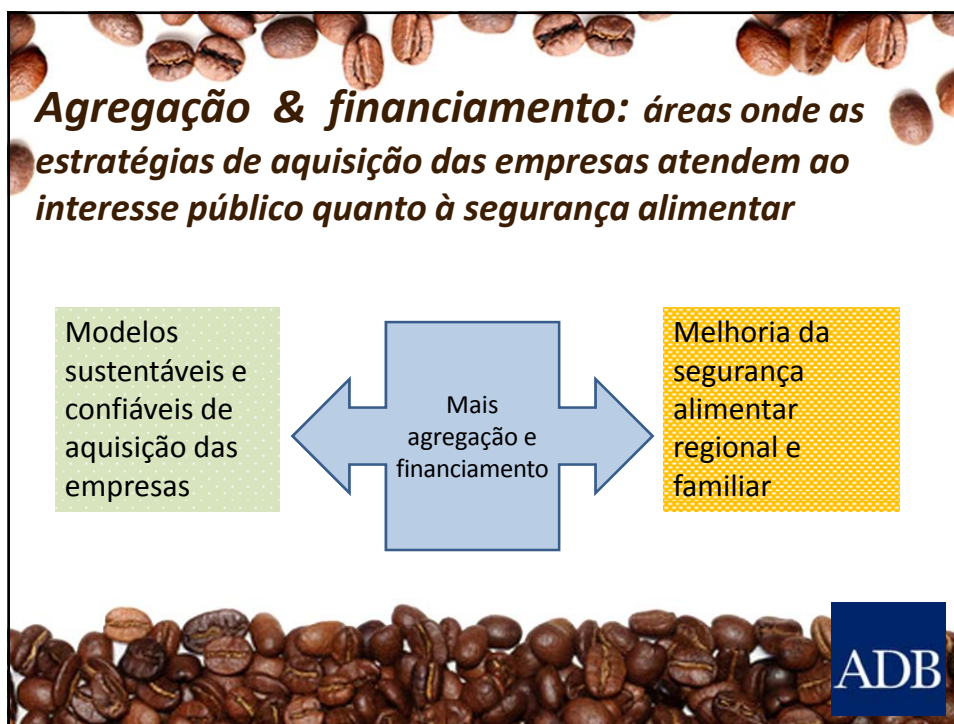 Agregação & financiamento: áreas onde as
estratégias de aquisição das empresas atendem ao
interesse público quanto à segurança alimentar
Modelos
sustentáveis e
confiáveis de
aquisição das
empresas
Mais
agregação e
financiamento
Melhoria da
segurança
alimentar
regional e
familiar
ADB